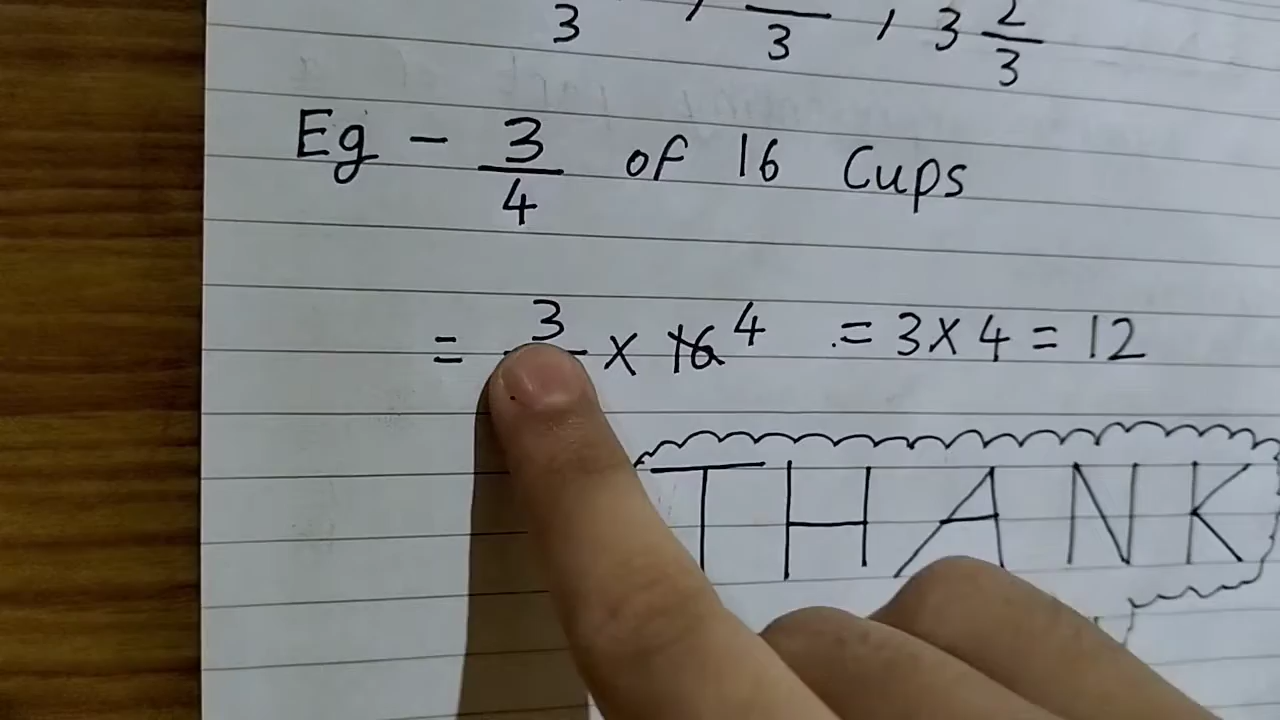 3 , 3 , 3 2/3
Eg - 3/4 of 16 Cups
= 3 × 16 4 = 3 × 4 = 12
THANK